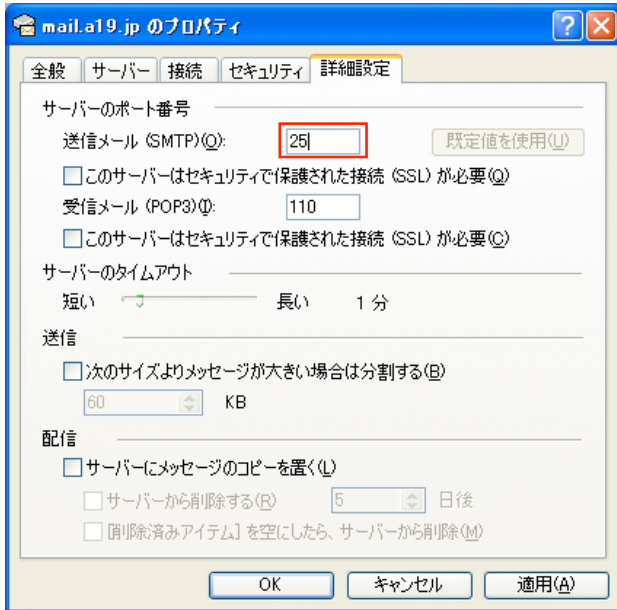 mail.a19.jp のプロパティ
全般 サーバー 接続 セキュリティ 詳細設定
サーバーのポート番号
送信メール (SMTP)(O): 25 既定値を使用(U)
このサーバーはセキュリティで保護された接続 (SSL) が必要(Q)
受信メール (POP3)(I): 110
このサーバーはセキュリティで保護された接続 (SSL) が必要(C)
サーバーのタイムアウト
短い 長い 1 分
送信
次のサイズよりメッセージが大きい場合は分割する(B)
60 KB
配信
サーバーにメッセージのコピーを置く(L)
サーバーから削除する(R) 5 日後
[削除済みアイテム] を空にしたら、サーバーから削除(M)
OK キャンセル 適用(A)